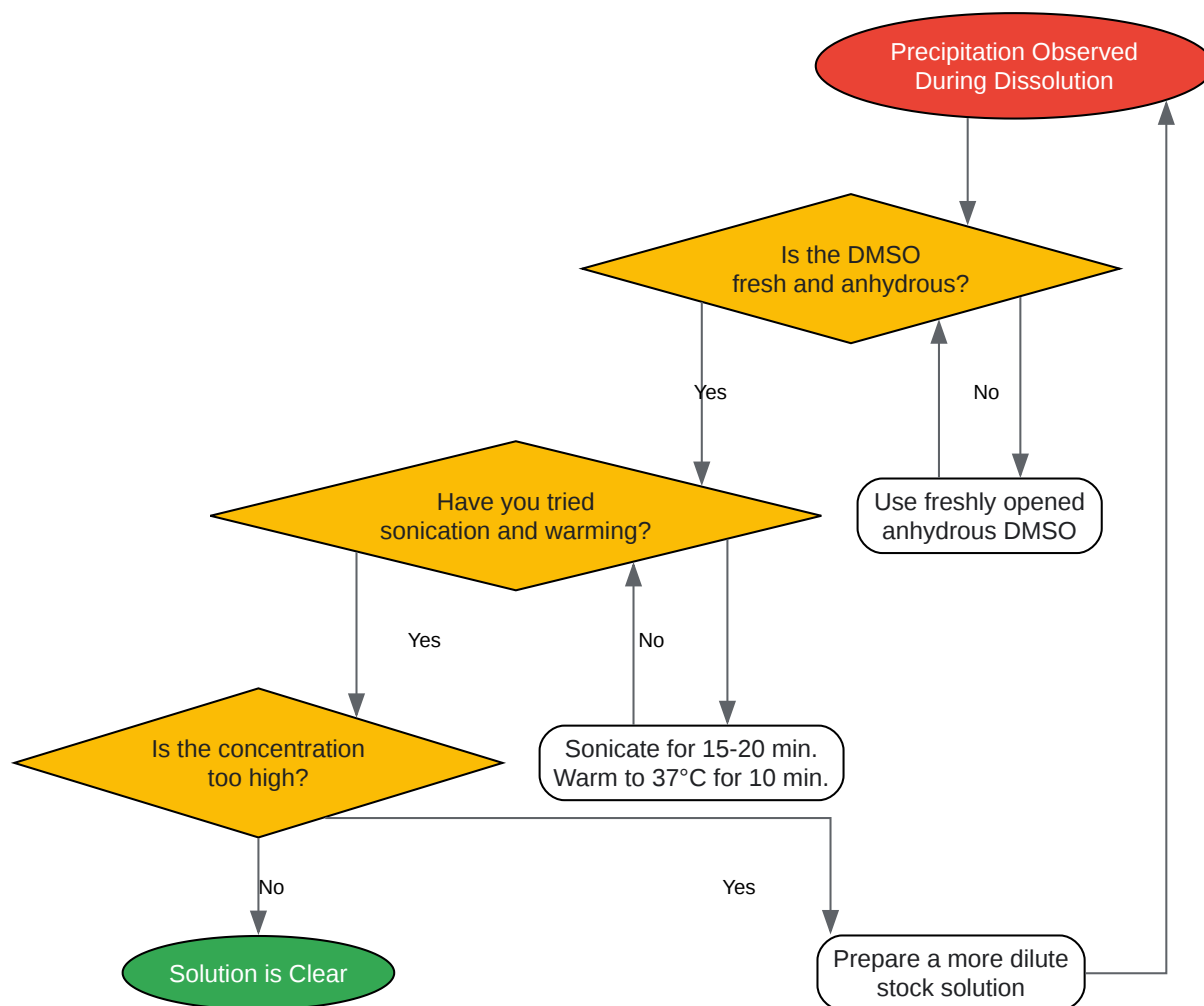 Precipitation Observed
During Dissolution
Is the DMSO
fresh and anhydrous?
Yes
No
Use freshly opened
anhydrous DMSO
Have you tried
sonication and warming?
Yes
No
Sonicate for 15-20 min.
Warm to 37°C for 10 min.
Is the concentration
too high?
No
Yes
Solution is Clear
Prepare a more dilute
stock solution